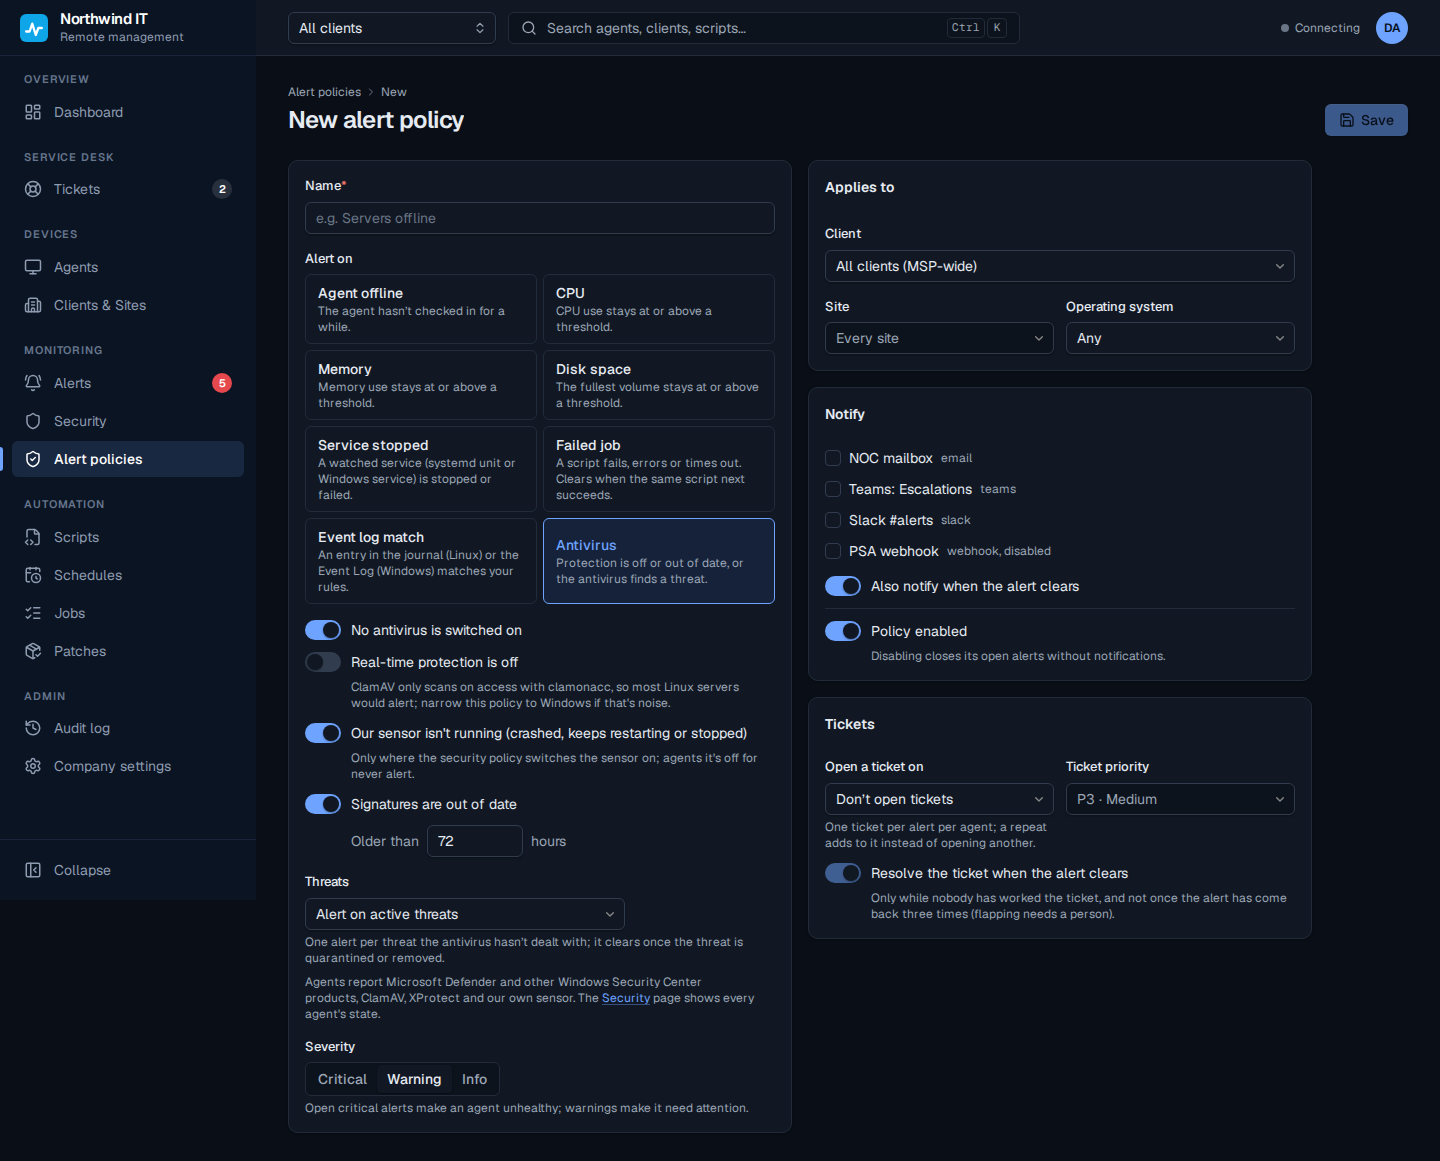 Northwind IT
Remote management
All clients
Search agents, clients, scripts...
Ctrl K
Connecting
DA
OVERVIEW
Dashboard
SERVICE DESK
Tickets
2
DEVICES
Agents
Clients & Sites
MONITORING
Alerts
5
Security
Alert policies
AUTOMATION
Scripts
Schedules
Jobs
Patches
ADMIN
Audit log
Company settings
Collapse
Alert policies > New
New alert policy
Save
Name*
e.g. Servers offline
Alert on
Agent offline
The agent hasn't checked in for a
while.
CPU
CPU use stays at or above a
threshold.
Memory
Memory use stays at or above a
threshold.
Disk space
The fullest volume stays at or above
a threshold.
Service stopped
A watched service (systemd unit or
Windows service) is stopped or
failed.
Failed job
A script fails, errors or times out.
Clears when the same script next
succeeds.
Event log match
An entry in the journal (Linux) or the
Event Log (Windows) matches your
rules.
Antivirus
Protection is off or out of date, or
the antivirus finds a threat.
No antivirus is switched on
Real-time protection is off
ClamAV only scans on access with clamonacc, so most Linux servers
would alert; narrow this policy to Windows if that's noise.
Our sensor isn't running (crashed, keeps restarting or stopped)
Only where the security policy switches the sensor on; agents it's off for
never alert.
Signatures are out of date
Older than 72 hours
Threats
Alert on active threats
One alert per threat the antivirus hasn't dealt with; it clears once the threat is
quarantined or removed.
Agents report Microsoft Defender and other Windows Security Center
products, ClamAV, XProtect and our own sensor. The Security page shows every
agent's state.
Severity
Critical Warning Info
Open critical alerts make an agent unhealthy; warnings make it need attention.
Applies to
Client
All clients (MSP-wide)
Site
Every site
Operating system
Any
Notify
NOC mailbox email
Teams: Escalations teams
Slack #alerts slack
PSA webhook webhook, disabled
Also notify when the alert clears
Policy enabled
Disabling closes its open alerts without notifications.
Tickets
Open a ticket on
Don't open tickets
Ticket priority
P3 · Medium
One ticket per alert per agent; a repeat
adds to it instead of opening another.
Resolve the ticket when the alert clears
Only while nobody has worked the ticket, and not once the alert has come
back three times (flapping needs a person).